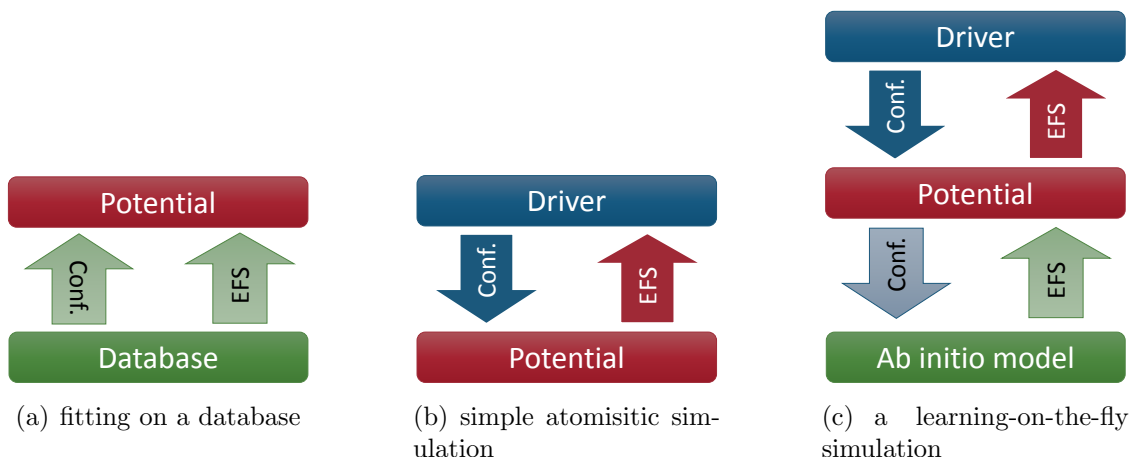 Potential
Conf.
EFS
Database
(a) fitting on a database
Driver
Conf.
EFS
Potential
(b) simple atomisitic sim-
ulation
Driver
Conf.
EFS
Potential
Conf.
EFS
Ab initio model
(c) a learning-on-the-fly
simulation